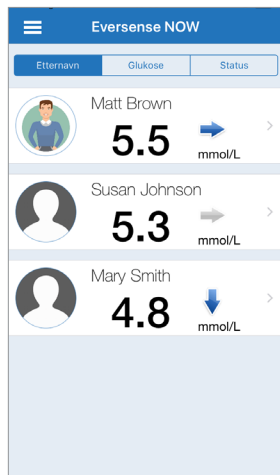 Eversense NOW
Etternavn Glukose Status
Matt Brown
5.5
mmol/L
Susan Johnson
5.3
mmol/L
Mary Smith
4.8
mmol/L